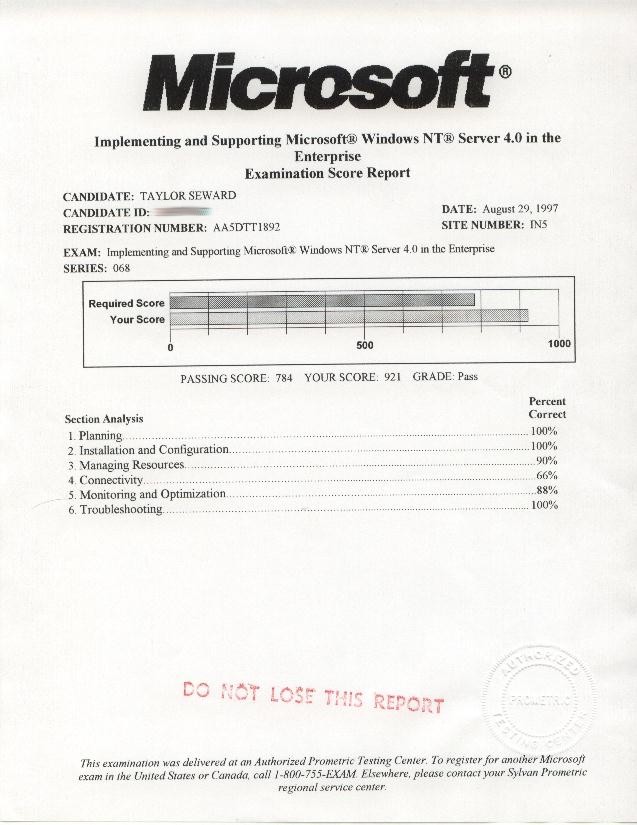 Microsoft®
Implementing and Supporting Microsoft® Windows NT® Server 4.0 in the
Enterprise
Examination Score Report
CANDIDATE: TAYLOR SEWARD
CANDIDATE ID:
DATE: August 29, 1997
REGISTRATION NUMBER: AA5DTT1892
SITE NUMBER: IN5
EXAM: Implementing and Supporting Microsoft® Windows NT® Server 4.0 in the Enterprise
SERIES: 068
Required Score
Your Score
0 500 1000
PASSING SCORE: 784 YOUR SCORE: 921 GRADE: Pass
Percent
Section Analysis Correct
1. Planning 100%
2. Installation and Configuration 100%
3. Managing Resources 90%
4. Connectivity 66%
5. Monitoring and Optimization 88%
6. Troubleshooting 100%
AUTHORIZED
PROMETRIC
TESTING CENTER
DO NOT LOSE THIS REPORT
This examination was delivered at an Authorized Prometric Testing Center. To register for another Microsoft
exam in the United States or Canada, call 1-800-755-EXAM. Elsewhere, please contact your Sylvan Prometric
regional service center.